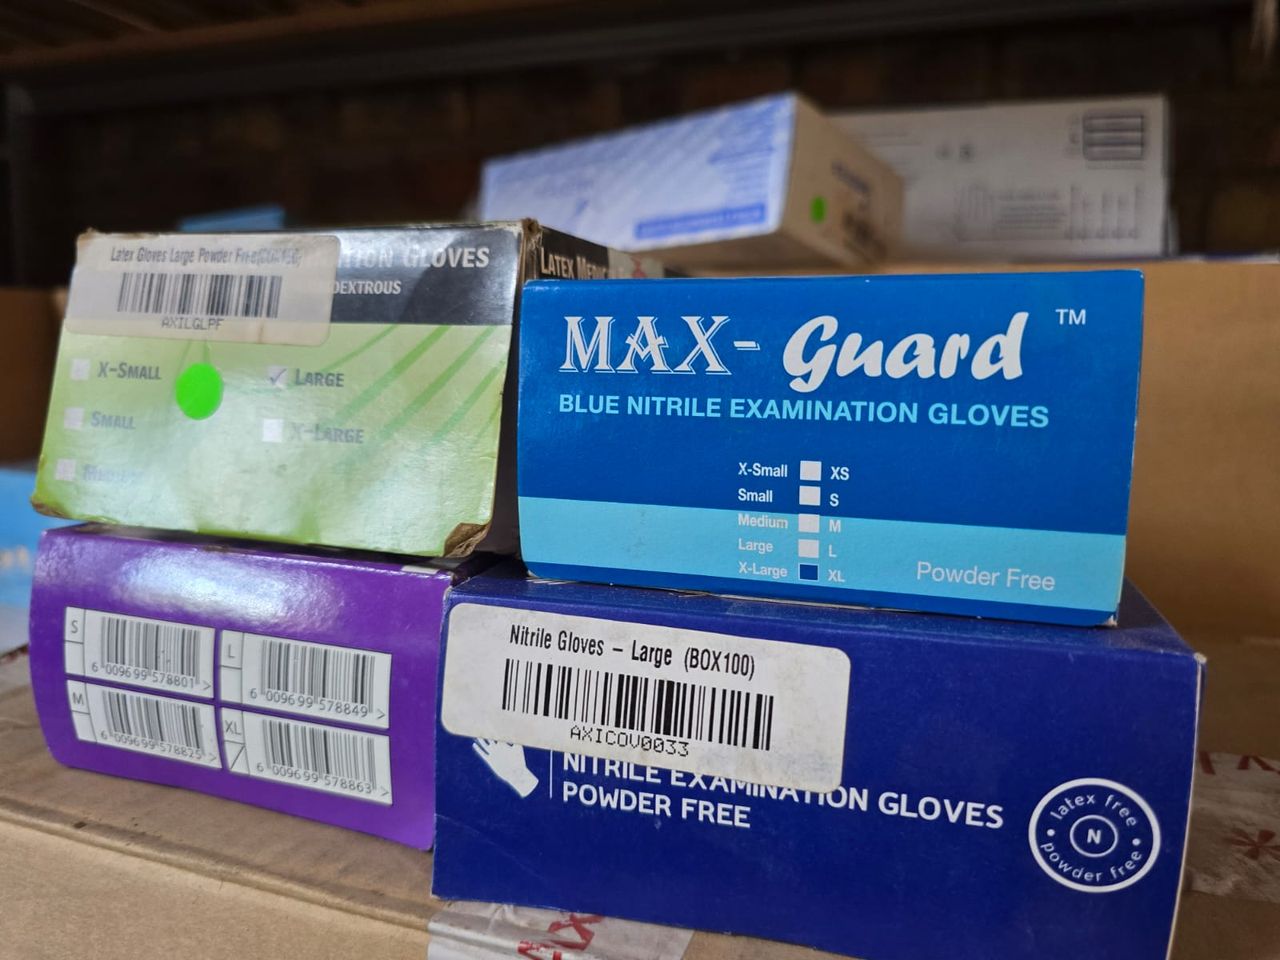 Latex Gloves Large Powder Free
AXILGLPF
TION GLOVES
DEXTROUS
X-SMALL
SMALL
MEDIUM
LARGE
X-LARGE
LATEX
MAX-Guard ™
BLUE NITRILE EXAMINATION GLOVES
X-Small XS
Small S
Medium M
Large L
X-Large XL
Powder Free
S
6 009699 578801 >
L
6 009699 578849 >
M
6 009699 578825 >
XL
6 009699 578863 >
Nitrile Gloves - Large (BOX100)
AXICOV0033
NITRILE EXAMINATION GLOVES
POWDER FREE
latex free
N
powder free